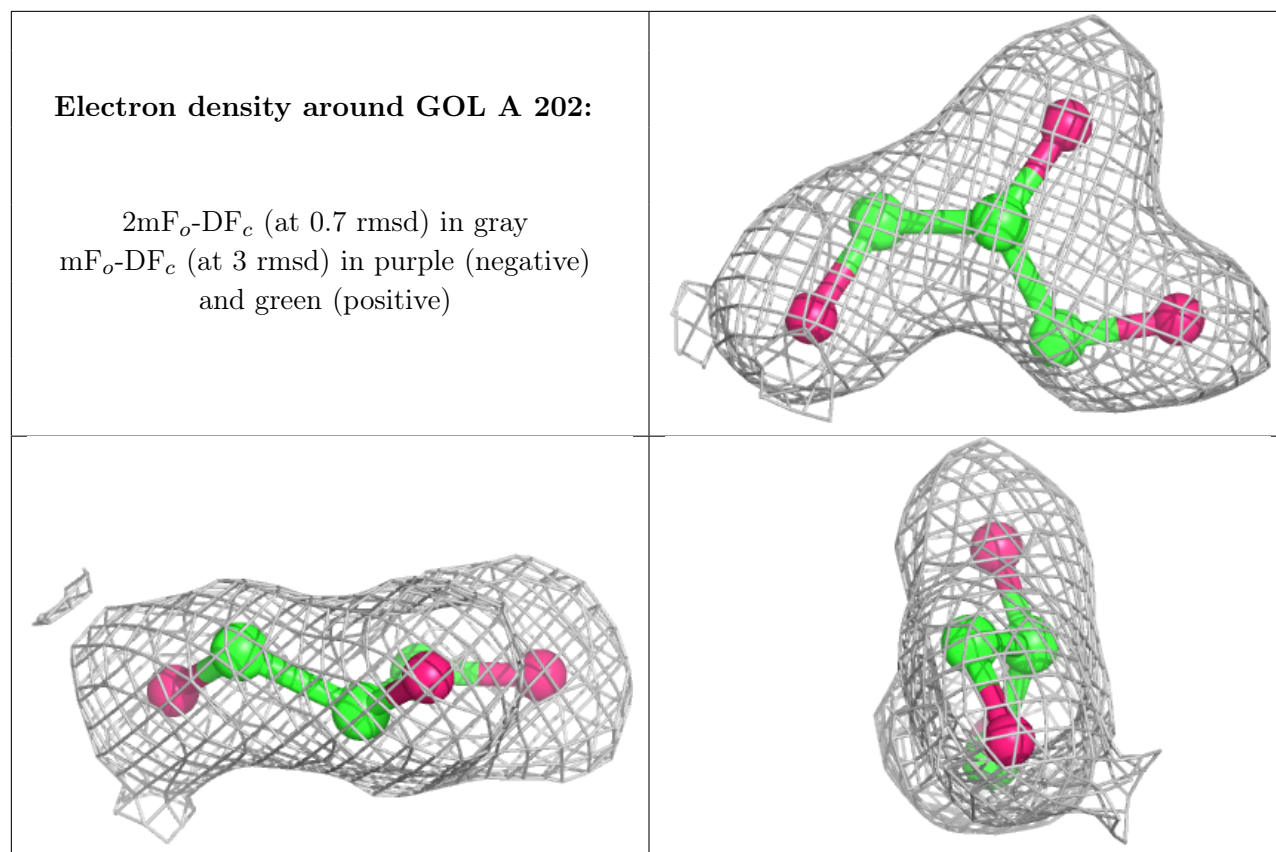 Electron density around GOL A 202:
2mFₒ-DF𝒸 (at 0.7 rmsd) in gray
mFₒ-DF𝒸 (at 3 rmsd) in purple (negative)
and green (positive)